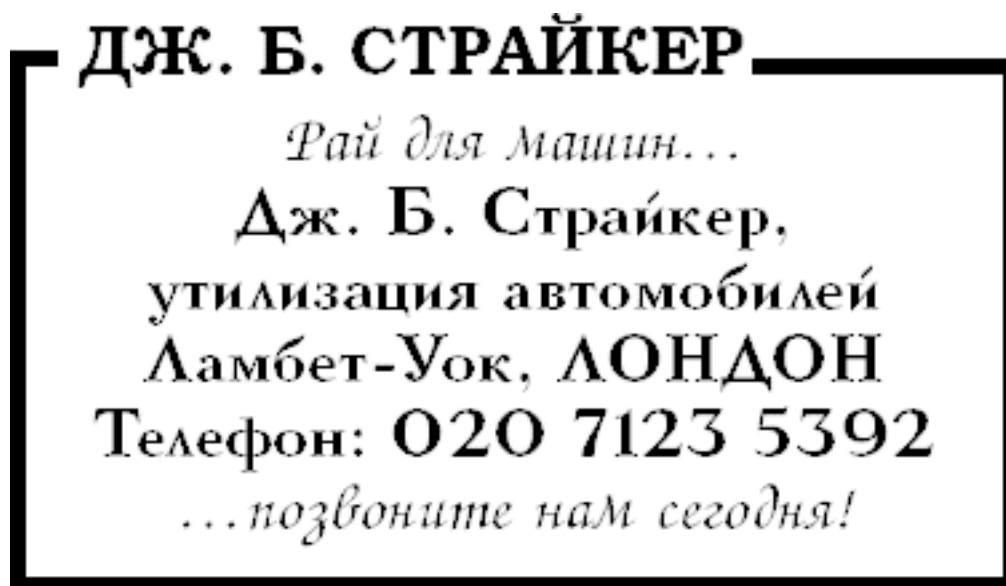 ДЖ. Б. СТРАЙКЕР
Рай для машин...
Дж. Б. Страйкер,
утилизация автомобилей
Ламбет-Уок, ЛОНДОН
Телефон: 020 7123 5392
...позвоните нам сегодня!